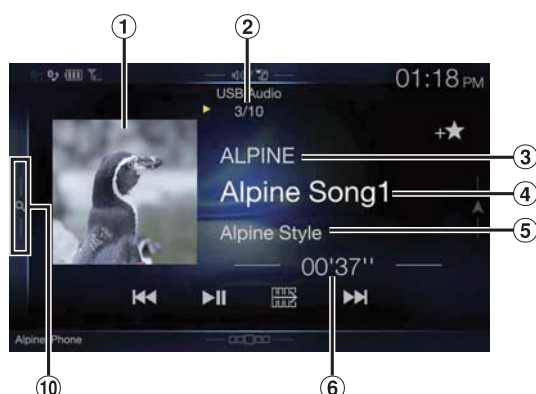 ① ②
01:18 PM
USB Audio
3/10
ALPINE ③
Alpine Song1 ④
Alpine Style ⑤
00'37''
Alpine Phone
⑩ ⑥